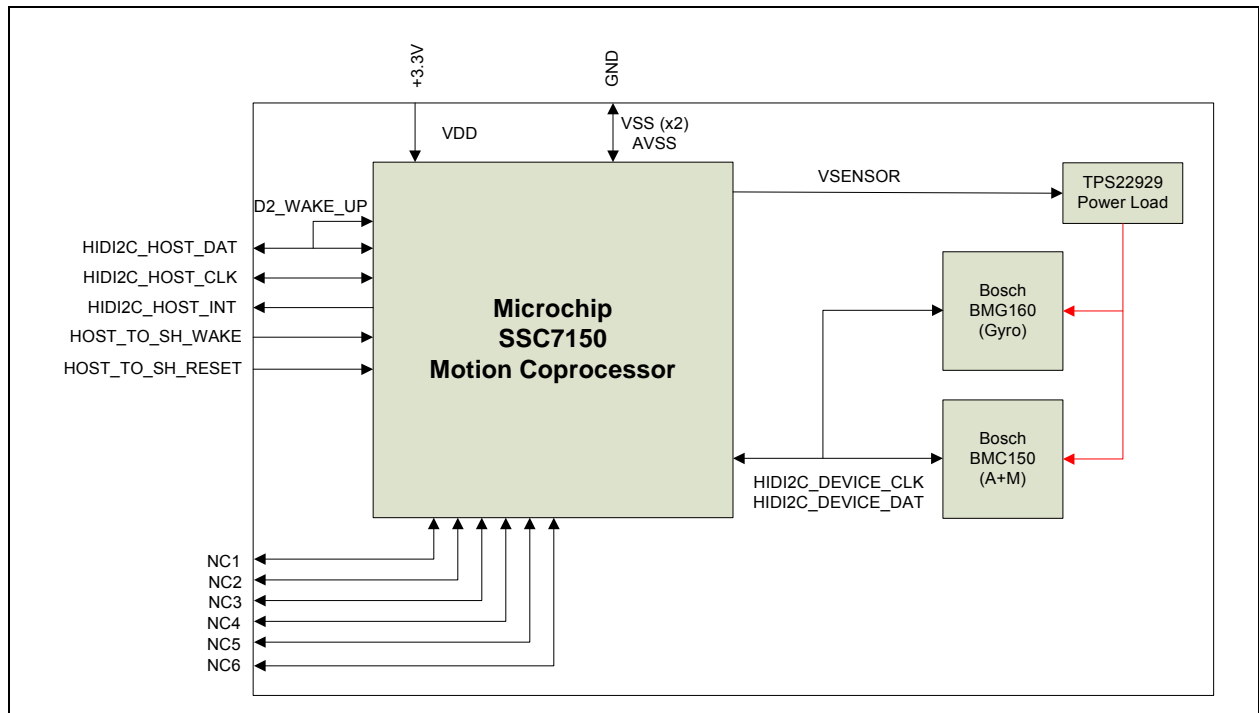 +3.3V
GND
VDD
VSS (x2)
AVSS
VSENSOR
TPS22929
Power Load
D2_WAKE_UP
HIDI2C_HOST_DAT
HIDI2C_HOST_CLK
HIDI2C_HOST_INT
HOST_TO_SH_WAKE
HOST_TO_SH_RESET
Microchip
SSC7150
Motion Coprocessor
Bosch
BMG160
(Gyro)
Bosch
BMC150
(A+M)
HIDI2C_DEVICE_CLK
HIDI2C_DEVICE_DAT
NC1
NC2
NC3
NC4
NC5
NC6